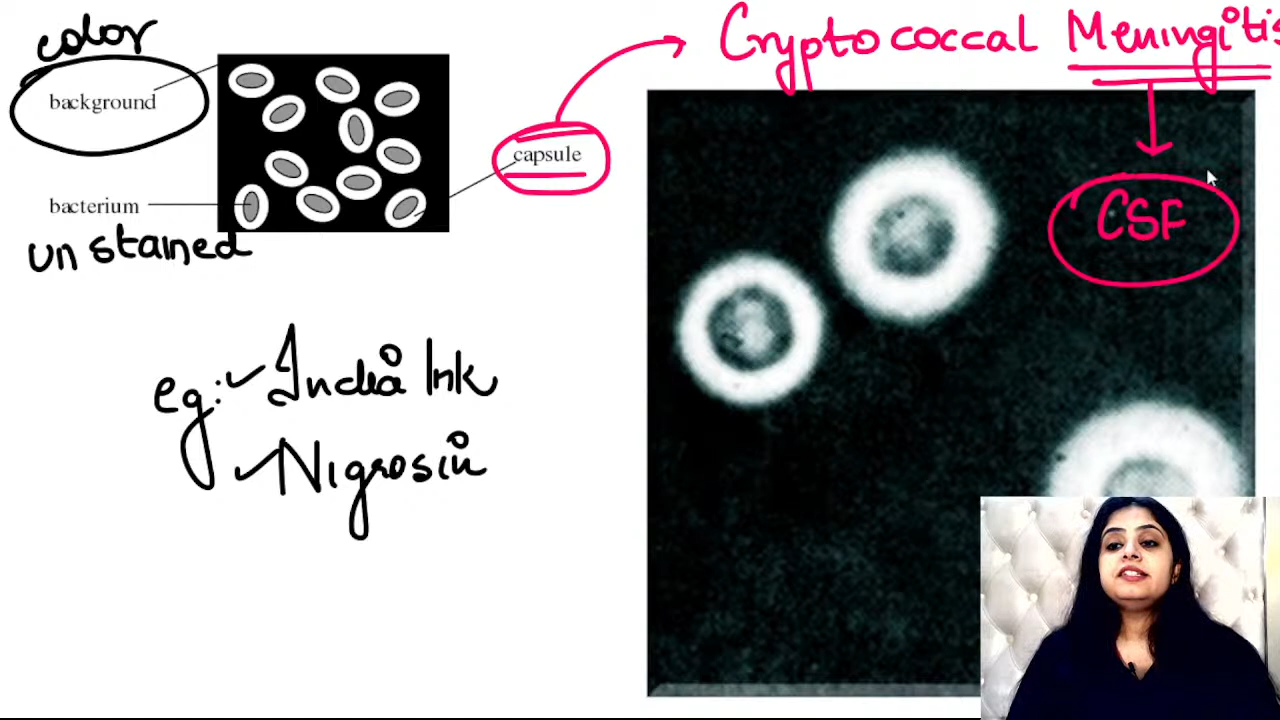 color
background
bacterium
un stained
capsule
Cryptococcal Meningitis
CSF
eg: ✓ India Ink
✓ Nigrosin